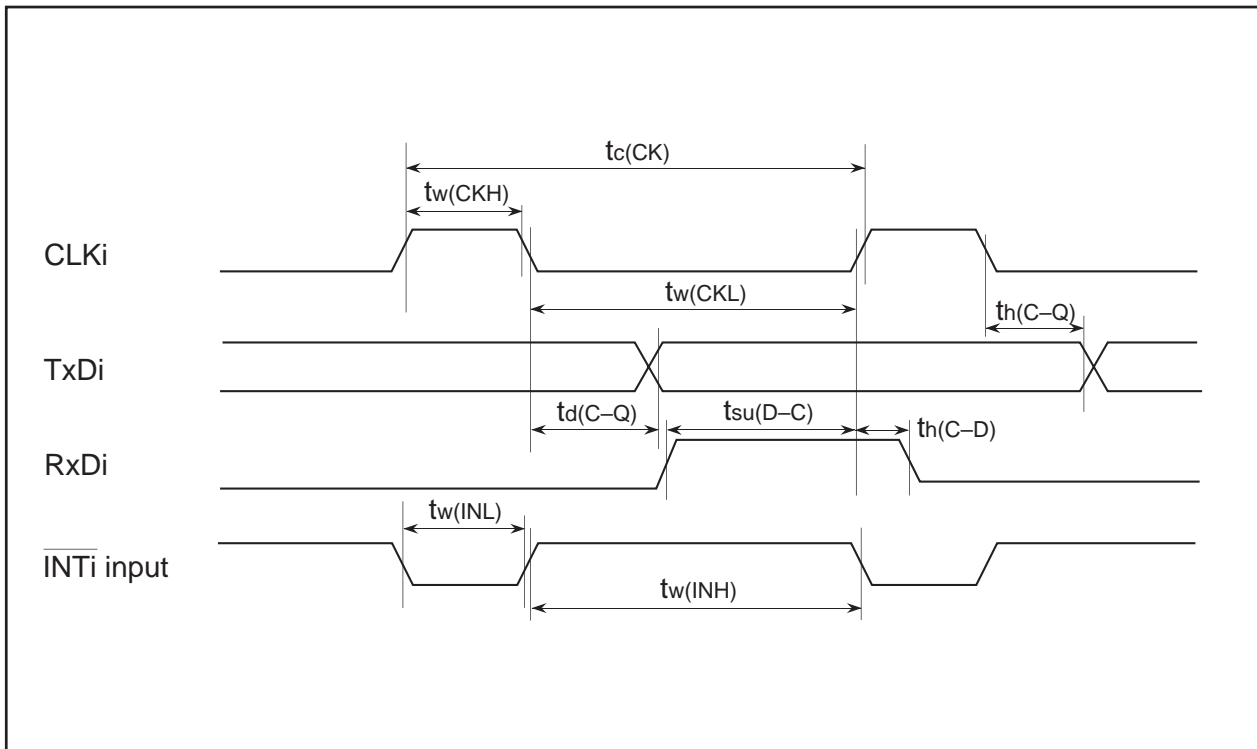 tc(CK)
tw(CKH)
CLKi
tw(CKL)
th(C–Q)
TxDi
td(C–Q)
tsu(D–C)
th(C–D)
RxDi
tw(INL)
INTi input
tw(INH)